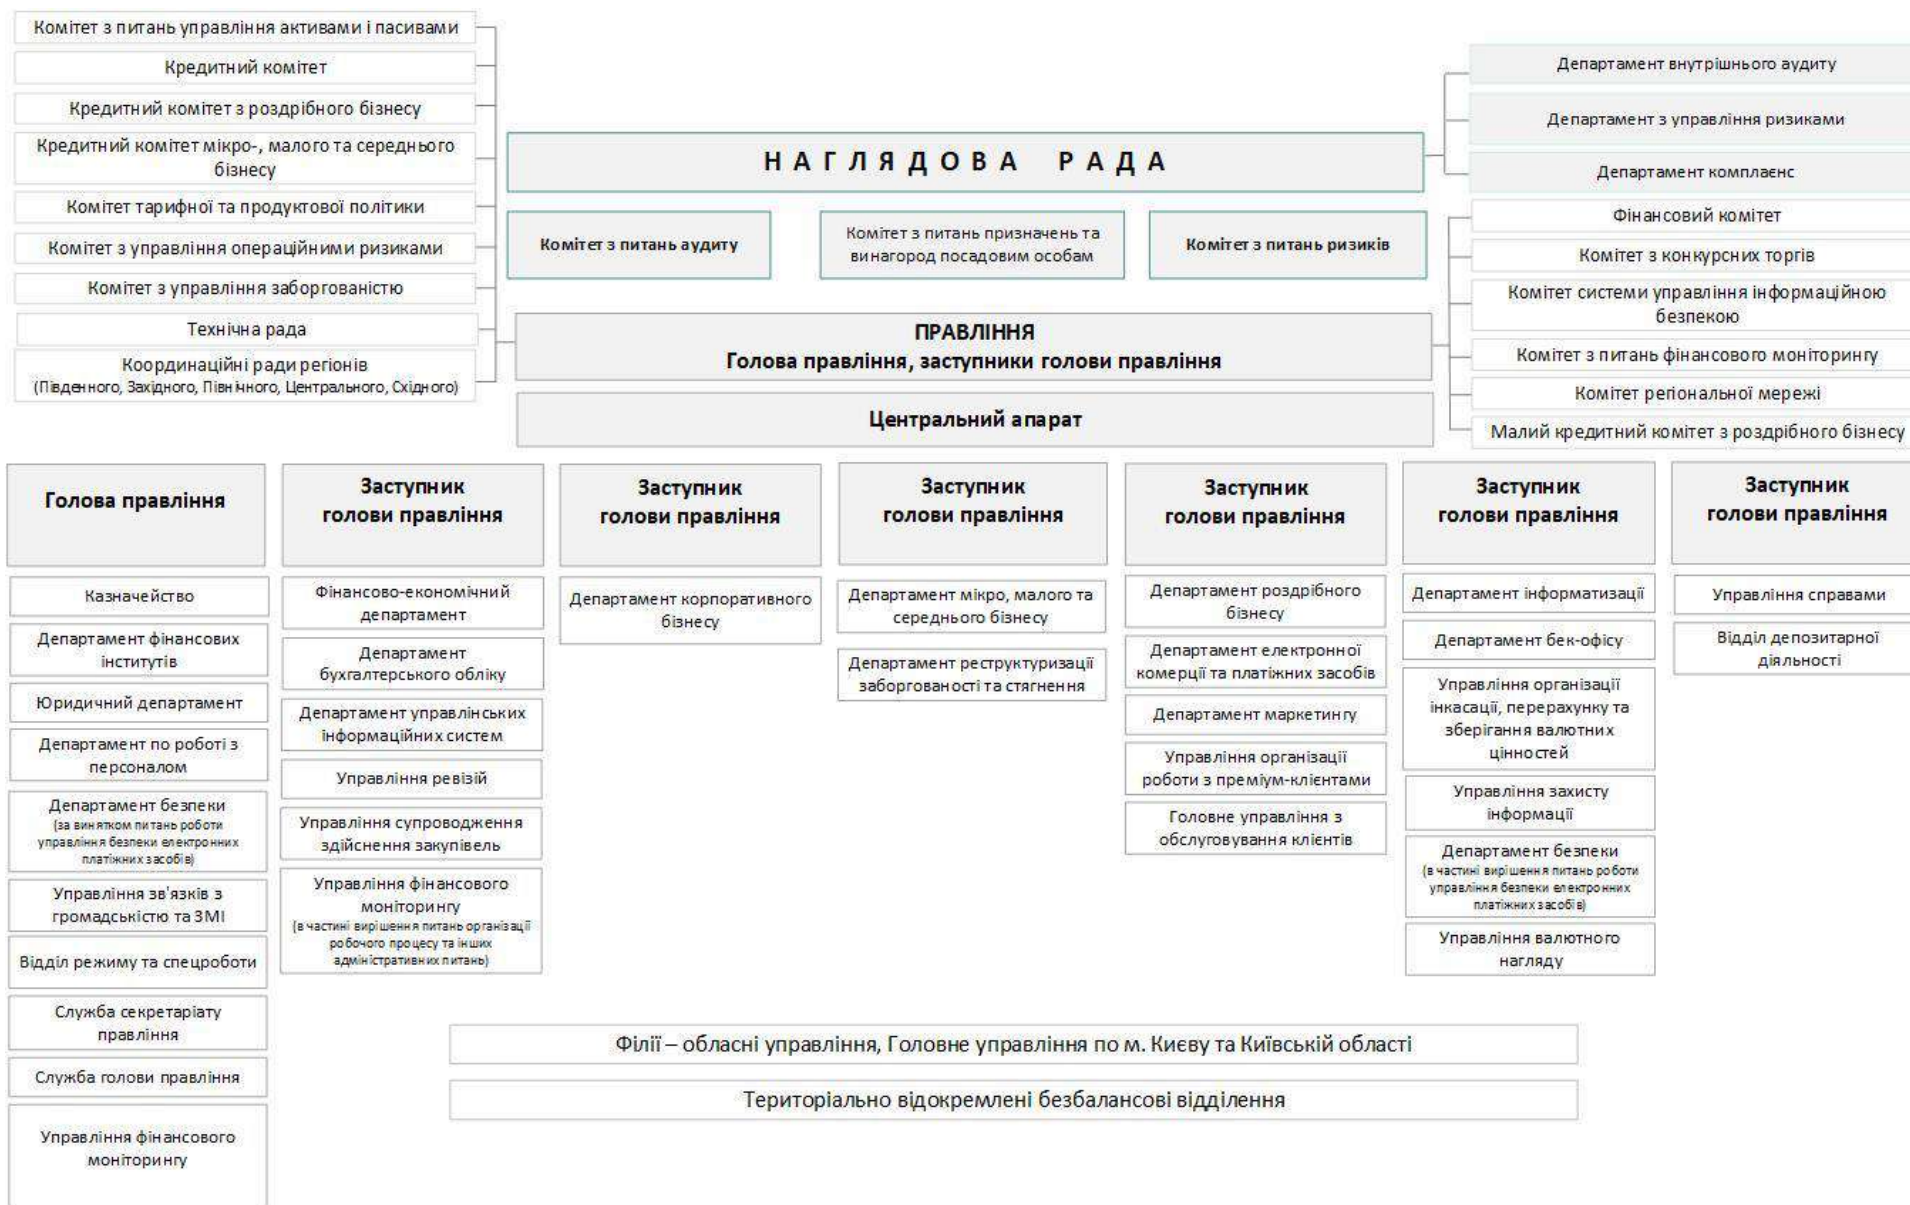 Комітет з питань управління активами і пасивами
Кредитний комітет
Кредитний комітет з роздрібного бізнесу
Кредитний комітет мікро-, малого та середнього
бізнесу
Комітет тарифної та продуктової політики
Комітет з управління операційними ризиками
Комітет з управління заборгованістю
Технічна рада
Координаційні ради регіонів
(Південного, Західного, Північного, Центрального, Східного)
НАГЛЯДОВА РАДА
Комітет з питань аудиту
Комітет з питань призначень та
винагород посадовим особам
Комітет з питань ризиків
ПРАВЛІННЯ
Голова правління, заступники голови правління
Центральний апарат
Департамент внутрішнього аудиту
Департамент з управління ризиками
Департамент комплаєнс
Фінансовий комітет
Комітет з конкурсних торгів
Комітет системи управління інформаційною
безпекою
Комітет з питань фінансового моніторингу
Комітет регіональної мережі
Малий кредитний комітет з роздрібного бізнесу
Голова правління
Казначейство
Департамент фінансових
інститутів
Юридичний департамент
Департамент по роботі з
персоналом
Департамент безпеки
(за винятком питань роботи
управління безпеки електронних
платіжних засобів)
Управління зв'язків з
громадськістю та ЗМІ
Відділ режиму та спецроботи
Служба секретаріату
правління
Служба голови правління
Управління фінансового
моніторингу
Заступник
голови правління
Фінансово-економічний
департамент
Департамент
бухгалтерського обліку
Департамент управлінських
інформаційних систем
Управління ревізій
Управління супроводження
здійснення закупівель
Управління фінансового
моніторингу
(в частині вирішення питань організації
робочого процесу та інших
адміністративних питань)
Заступник
голови правління
Департамент корпоративного
бізнесу
Заступник
голови правління
Департамент мікро, малого та
середнього бізнесу
Департамент реструктуризації
заборгованості та стягнення
Заступник
голови правління
Департамент роздрібного
бізнесу
Департамент електронної
комерції та платіжних засобів
Департамент маркетингу
Управління організації
роботи з преміум-клієнтами
Головне управління з
обслуговування клієнтів
Заступник
голови правління
Департамент інформатизації
Департамент бек-офісу
Управління організації
інкасації, перерахунку та
зберігання валютних
цінностей
Управління захисту
інформації
Департамент безпеки
(в частині вирішення питань роботи
управління безпеки електронних
платіжних засобів)
Управління валютного
нагляду
Заступник
голови правління
Управління справами
Відділ депозитарної
діяльності
Філії – обласні управління, Головне управління по м. Києву та Київській області
Територіально відокремлені безбалансові відділення